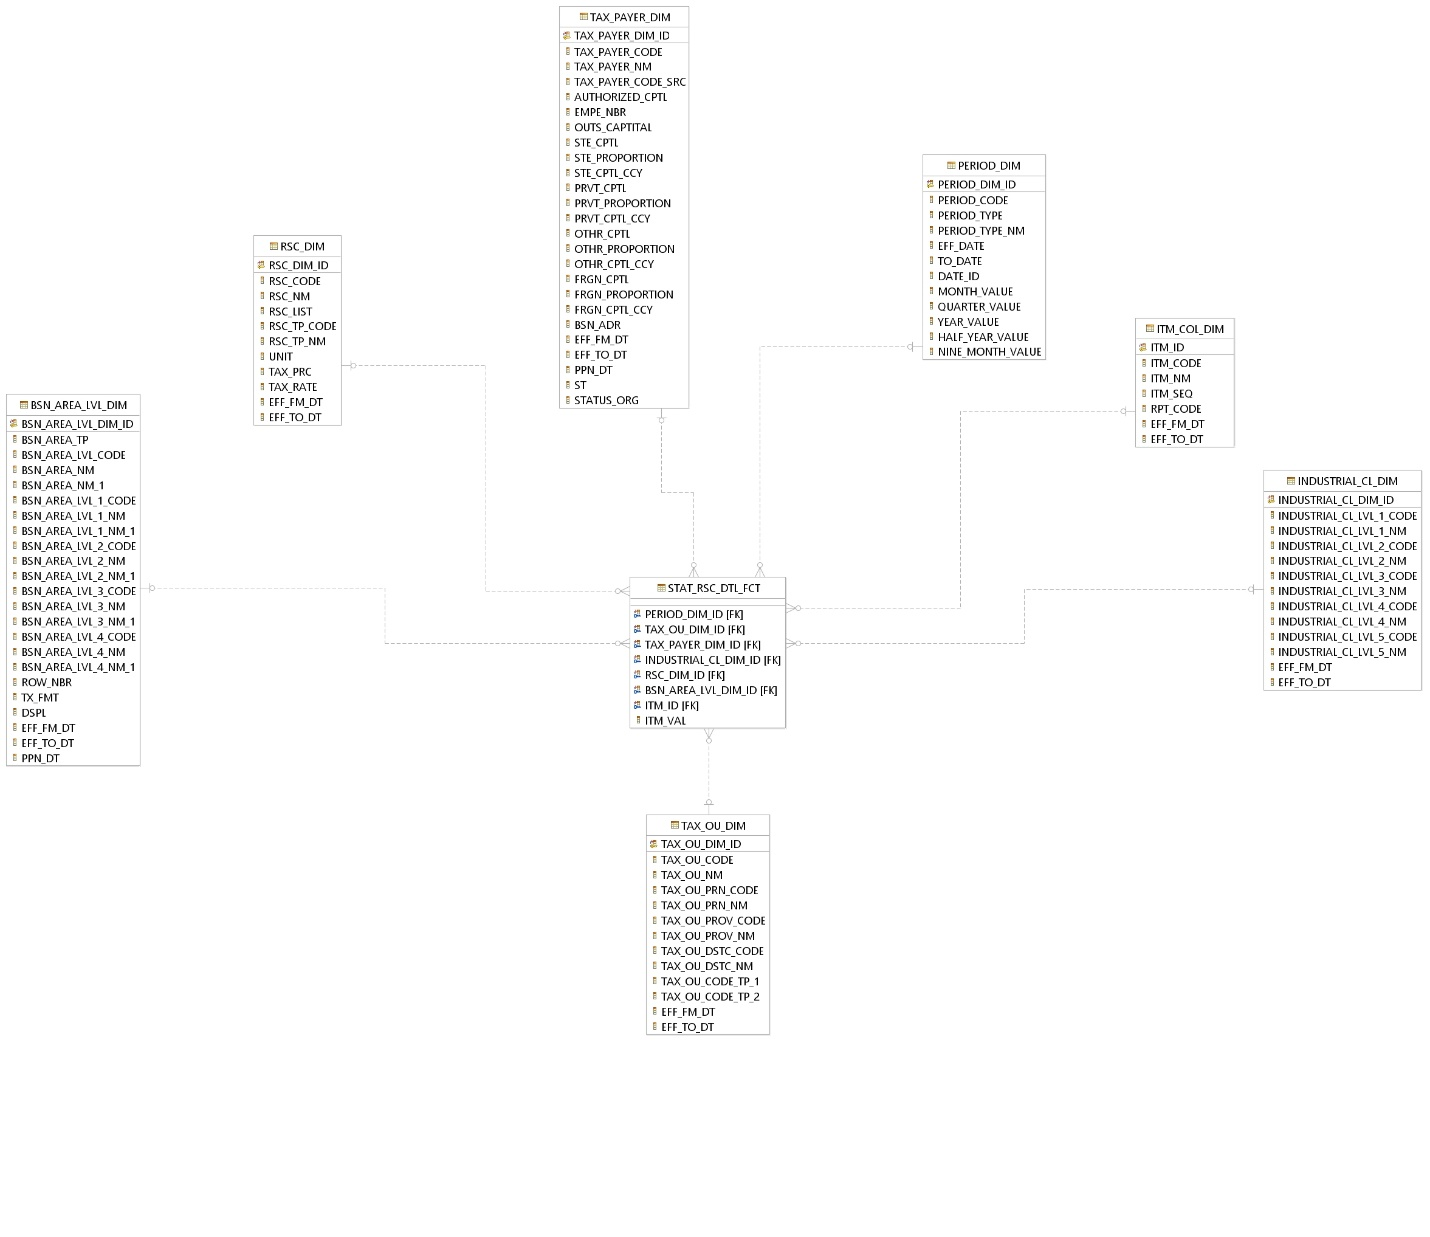 TAX_PAYER_DIM
TAX_PAYER_DIM_ID
TAX_PAYER_CODE
TAX_PAYER_NM
TAX_PAYER_CODE_SRC
AUTHORIZED_CPTL
EMPE_NBR
OUTS_CAPTITAL
STE_CPTL
STE_PROPORTION
STE_CPTL_CCY
PRVT_CPTL
PRVT_PROPORTION
PRVT_CPTL_CCY
OTHR_CPTL
OTHR_PROPORTION
OTHR_CPTL_CCY
FRGN_CPTL
FRGN_PROPORTION
FRGN_CPTL_CCY
BSN_ADR
EFF_FM_DT
EFF_TO_DT
PPN_DT
ST
STATUS_ORG
PERIOD_DIM
PERIOD_DIM_ID
PERIOD_CODE
PERIOD_TYPE
PERIOD_TYPE_NM
EFF_DATE
TO_DATE
DATE_ID
MONTH_VALUE
QUARTER_VALUE
YEAR_VALUE
HALF_YEAR_VALUE
NINE_MONTH_VALUE
RSC_DIM
RSC_DIM_ID
RSC_CODE
RSC_NM
RSC_LIST
RSC_TP_CODE
RSC_TP_NM
UNIT
TAX_PRC
TAX_RATE
EFF_FM_DT
EFF_TO_DT
ITM_COL_DIM
ITM_ID
ITM_CODE
ITM_NM
ITM_SEQ
RPT_CODE
EFF_FM_DT
EFF_TO_DT
BSN_AREA_LVL_DIM
BSN_AREA_LVL_DIM_ID
BSN_AREA_TP
BSN_AREA_LVL_CODE
BSN_AREA_NM
BSN_AREA_NM_1
BSN_AREA_LVL_1_CODE
BSN_AREA_LVL_1_NM
BSN_AREA_LVL_1_NM_1
BSN_AREA_LVL_2_CODE
BSN_AREA_LVL_2_NM
BSN_AREA_LVL_2_NM_1
BSN_AREA_LVL_3_CODE
BSN_AREA_LVL_3_NM
BSN_AREA_LVL_3_NM_1
BSN_AREA_LVL_4_CODE
BSN_AREA_LVL_4_NM
BSN_AREA_LVL_4_NM_1
ROW_NBR
TX_FMT
DSPL
EFF_FM_DT
EFF_TO_DT
PPN_DT
INDUSTRIAL_CL_DIM
INDUSTRIAL_CL_DIM_ID
INDUSTRIAL_CL_LVL_1_CODE
INDUSTRIAL_CL_LVL_1_NM
INDUSTRIAL_CL_LVL_2_CODE
INDUSTRIAL_CL_LVL_2_NM
INDUSTRIAL_CL_LVL_3_CODE
INDUSTRIAL_CL_LVL_3_NM
INDUSTRIAL_CL_LVL_4_CODE
INDUSTRIAL_CL_LVL_4_NM
INDUSTRIAL_CL_LVL_5_CODE
INDUSTRIAL_CL_LVL_5_NM
EFF_FM_DT
EFF_TO_DT
STAT_RSC_DTL_FCT
PERIOD_DIM_ID [FK]
TAX_OU_DIM_ID [FK]
TAX_PAYER_DIM_ID [FK]
INDUSTRIAL_CL_DIM_ID [FK]
RSC_DIM_ID [FK]
BSN_AREA_LVL_DIM_ID [FK]
ITM_ID [FK]
ITM_VAL
TAX_OU_DIM
TAX_OU_DIM_ID
TAX_OU_CODE
TAX_OU_NM
TAX_OU_PRN_CODE
TAX_OU_PRN_NM
TAX_OU_PROV_CODE
TAX_OU_PROV_NM
TAX_OU_DSTC_CODE
TAX_OU_DSTC_NM
TAX_OU_CODE_TP_1
TAX_OU_CODE_TP_2
EFF_FM_DT
EFF_TO_DT